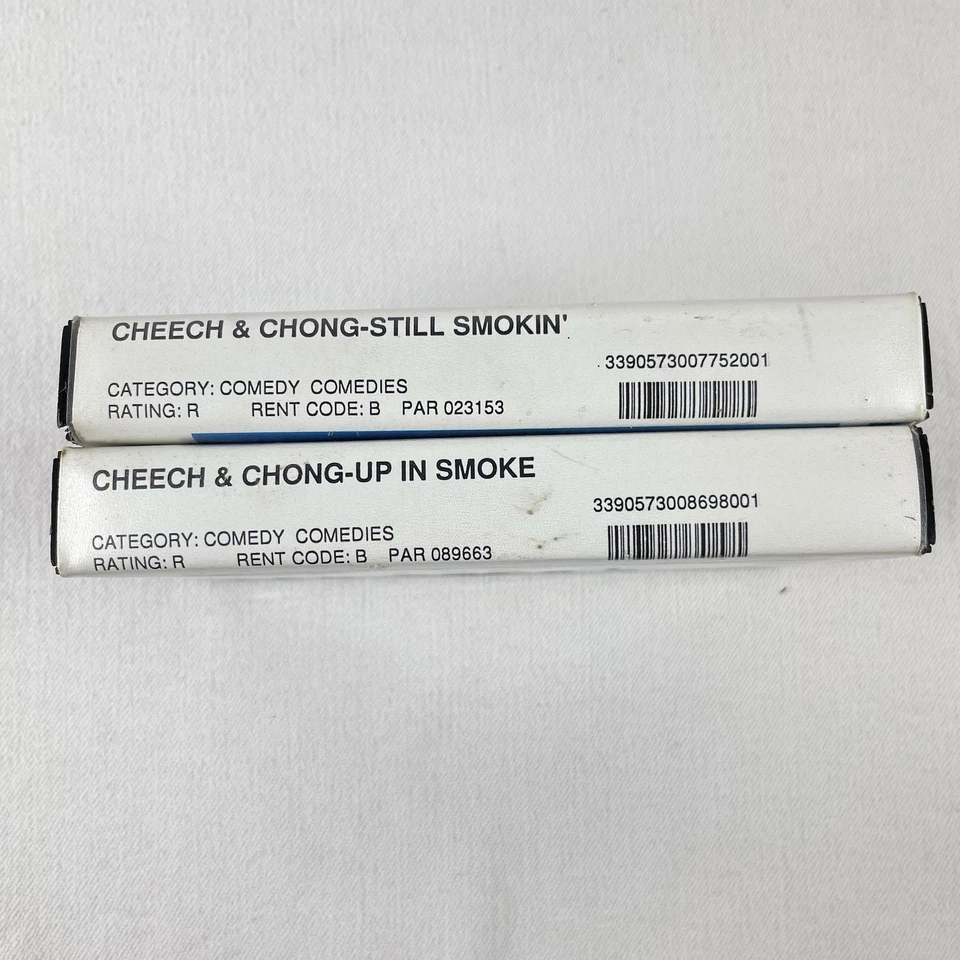 CHEECH & CHONG-STILL SMOKIN'
3390573007752001
CATEGORY: COMEDY COMEDIES
RATING: R RENT CODE: B PAR 023153
CHEECH & CHONG-UP IN SMOKE
3390573008698001
CATEGORY: COMEDY COMEDIES
RATING: R RENT CODE: B PAR 089663